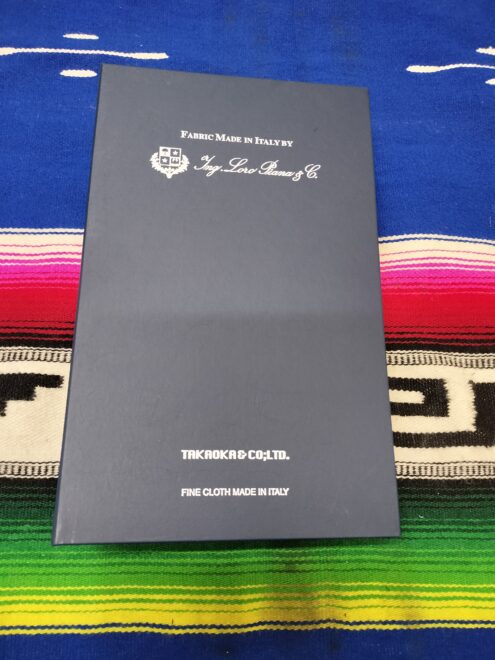 FABRIC MADE IN ITALY BY
Ing. Loro Piana & C.
TAKAOKA & CO;LTD.
FINE CLOTH MADE IN ITALY